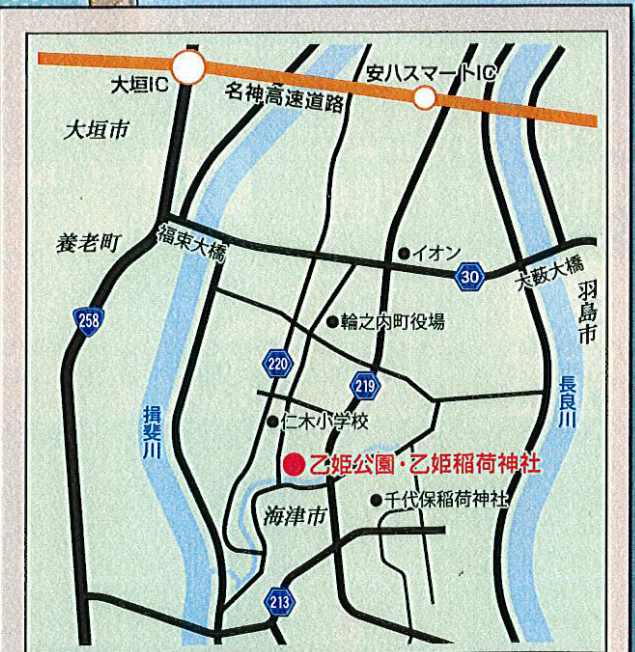 大垣IC
安八スマートIC
名神高速道路
大垣市
養老町
福束大橋
イオン
大藪大橋
30
羽島市
258
輪之内町役場
220
219
揖斐川
長良川
仁木小学校
乙姫公園・乙姫稲荷神社
千代保稲荷神社
海津市
213